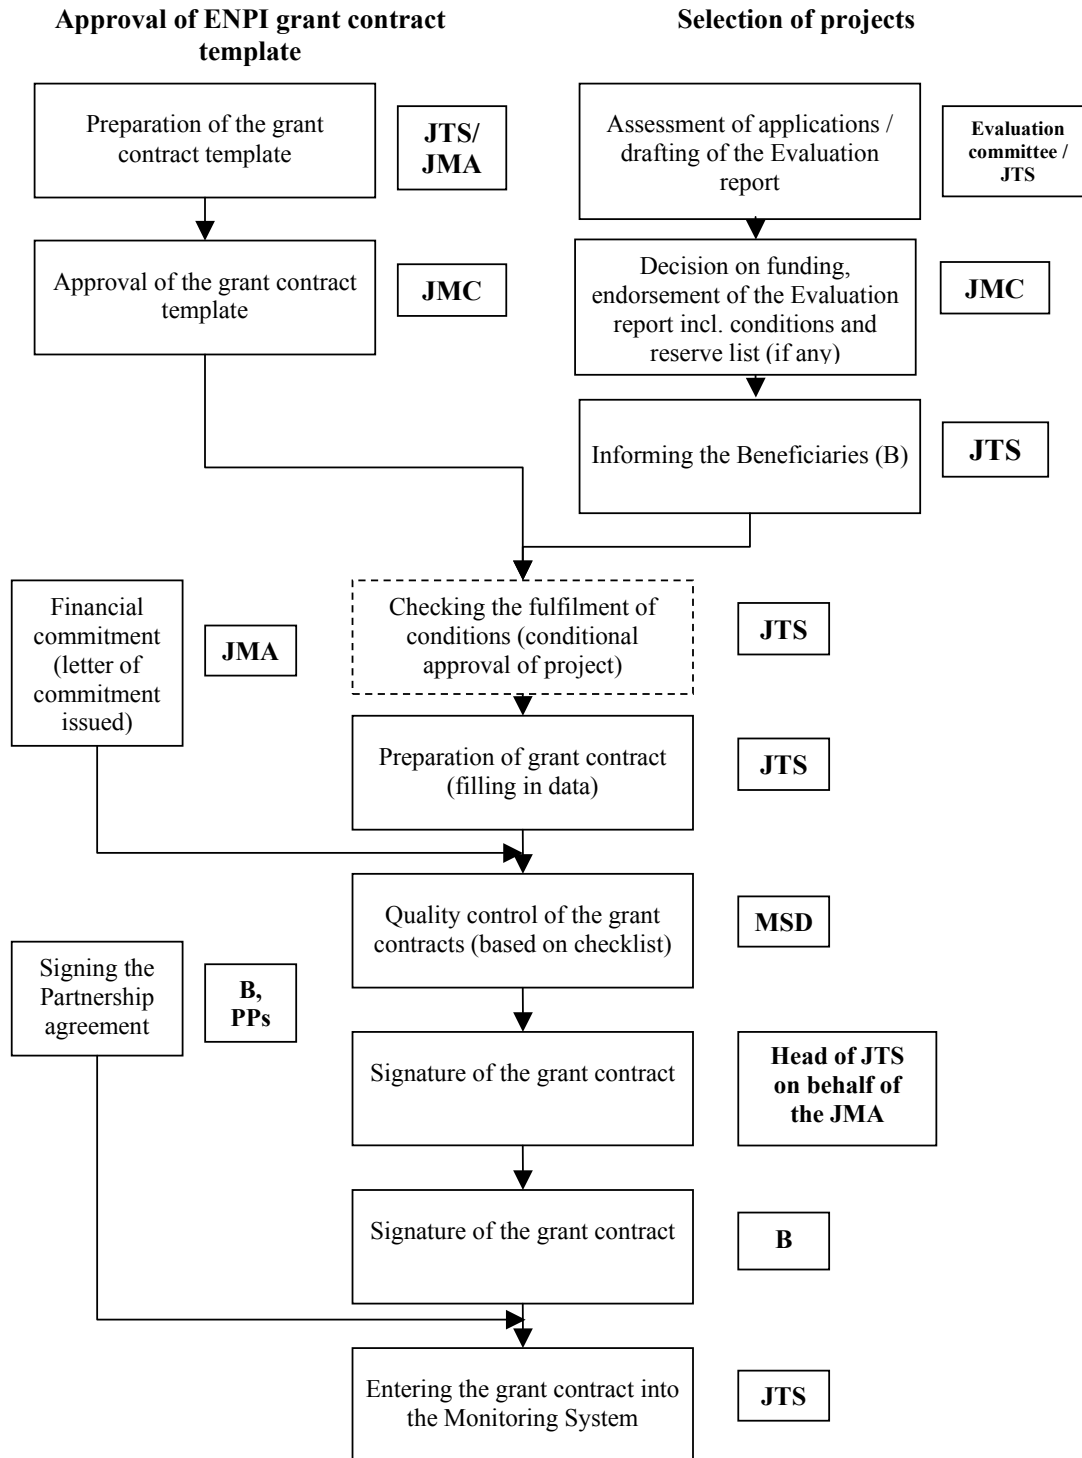 Approval of ENPI grant contract
template
Selection of projects
Preparation of the grant
contract template
JTS/
JMA
Assessment of applications /
drafting of the Evaluation
report
Evaluation
committee /
JTS
Approval of the grant contract
template
JMC
Decision on funding,
endorsement of the Evaluation
report incl. conditions and
reserve list (if any)
JMC
Informing the Beneficiaries (B)
JTS
Financial
commitment
(letter of
commitment
issued)
JMA
Checking the fulfilment of
conditions (conditional
approval of project)
JTS
Preparation of grant contract
(filling in data)
JTS
Quality control of the grant
contracts (based on checklist)
MSD
Signing the
Partnership
agreement
B,
PPs
Signature of the grant contract
Head of JTS
on behalf of
the JMA
Signature of the grant contract
B
Entering the grant contract into
the Monitoring System
JTS